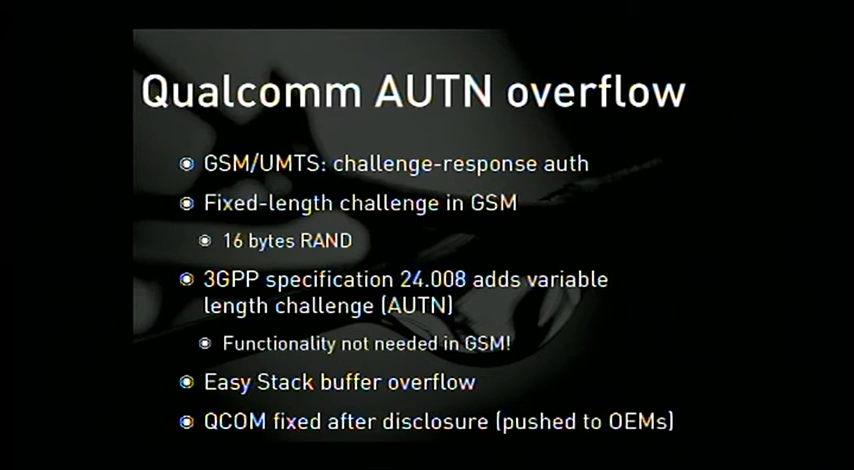 Qualcomm AUTN overflow
GSM/UMTS: challenge-response auth
Fixed-length challenge in GSM
16 bytes RAND
3GPP specification 24.008 adds variable
length challenge (AUTN)
Functionality not needed in GSM!
Easy Stack buffer overflow
QCOM fixed after disclosure (pushed to OEMs)